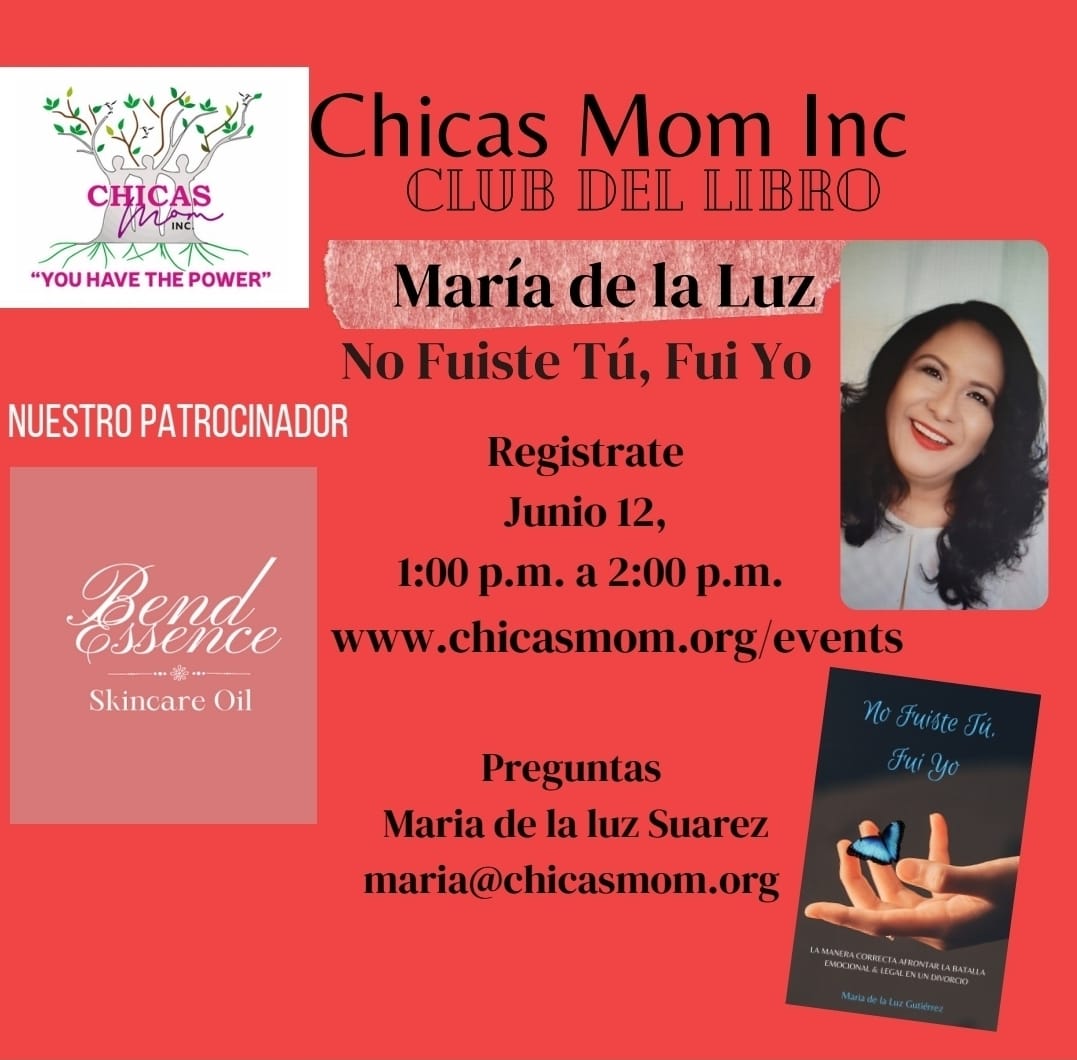 CHICAS
Mom
INC.
“YOU HAVE THE POWER”
Chicas Mom Inc
CLUB DEL LIBRO
María de la Luz
No Fuiste Tú, Fui Yo
NUESTRO PATROCINADOR
Bend
Essence
Skincare Oil
Registrate
Junio 12,
1:00 p.m. a 2:00 p.m.
www.chicasmom.org/events
Preguntas
Maria de la luz Suarez
maria@chicasmom.org
No Fuiste Tú,
Fui Yo
LA MANERA CORRECTA AFRONTAR LA BATALLA
EMOCIONAL & LEGAL EN UN DIVORCIO
Maria de la Luz Gutiérrez